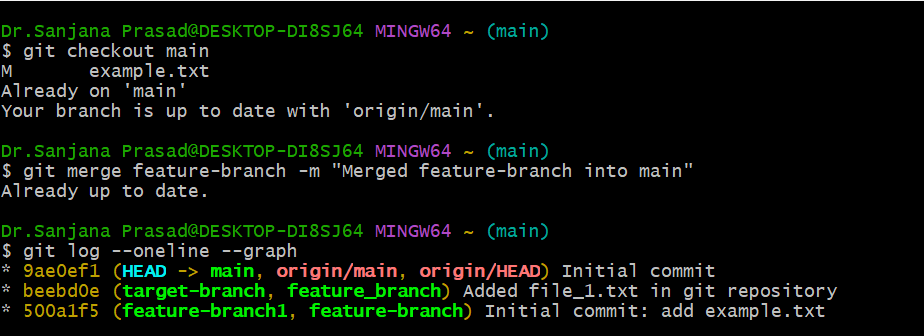 Dr.Sanjana Prasad@DESKTOP-DI8SJ64 MINGW64 ~ (main)
$ git checkout main
M       example.txt
Already on 'main'
Your branch is up to date with 'origin/main'.
Dr.Sanjana Prasad@DESKTOP-DI8SJ64 MINGW64 ~ (main)
$ git merge feature-branch -m "Merged feature-branch into main"
Already up to date.
Dr.Sanjana Prasad@DESKTOP-DI8SJ64 MINGW64 ~ (main)
$ git log --oneline --graph
* 9ae0ef1 (HEAD -> main, origin/main, origin/HEAD) Initial commit
* beebd0e (target-branch, feature_branch) Added file_1.txt in git repository
* 500a1f5 (feature-branch1, feature-branch) Initial commit: add example.txt